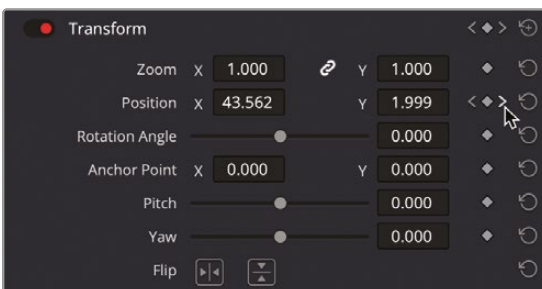 Transform
Zoom X 1.000 Y 1.000
Position X 43.562 Y 1.999
Rotation Angle 0.000
Anchor Point X 0.000 Y 0.000
Pitch 0.000
Yaw 0.000
Flip